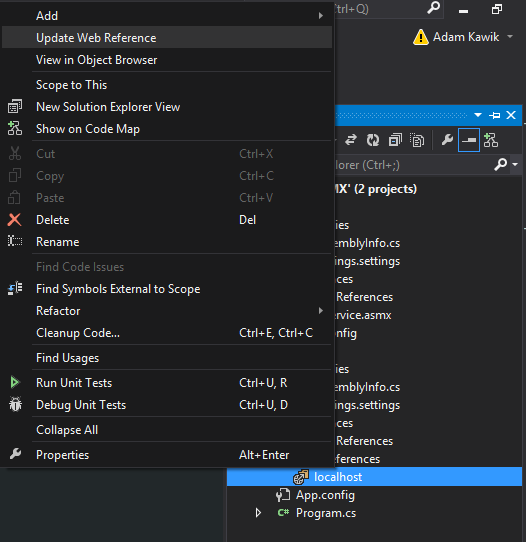 Add
Update Web Reference
View in Object Browser
Scope to This
New Solution Explorer View
Show on Code Map
Cut Ctrl+X
Copy Ctrl+C
Paste Ctrl+V
Delete Del
Rename
Find Code Issues
Find Symbols External to Scope
Refactor
Cleanup Code... Ctrl+E, Ctrl+C
Find Usages
Run Unit Tests Ctrl+U, R
Debug Unit Tests Ctrl+U, D
Collapse All
Properties Alt+Enter
trl+Q)
Adam Kawik
lorer (Ctrl+;)
MX' (2 projects)
ies
emblyInfo.cs
ings.settings
nces
References
ervice.asmx
onfig
ies
emblyInfo.cs
ings.settings
nces
References
erences
localhost
App.config
Program.cs